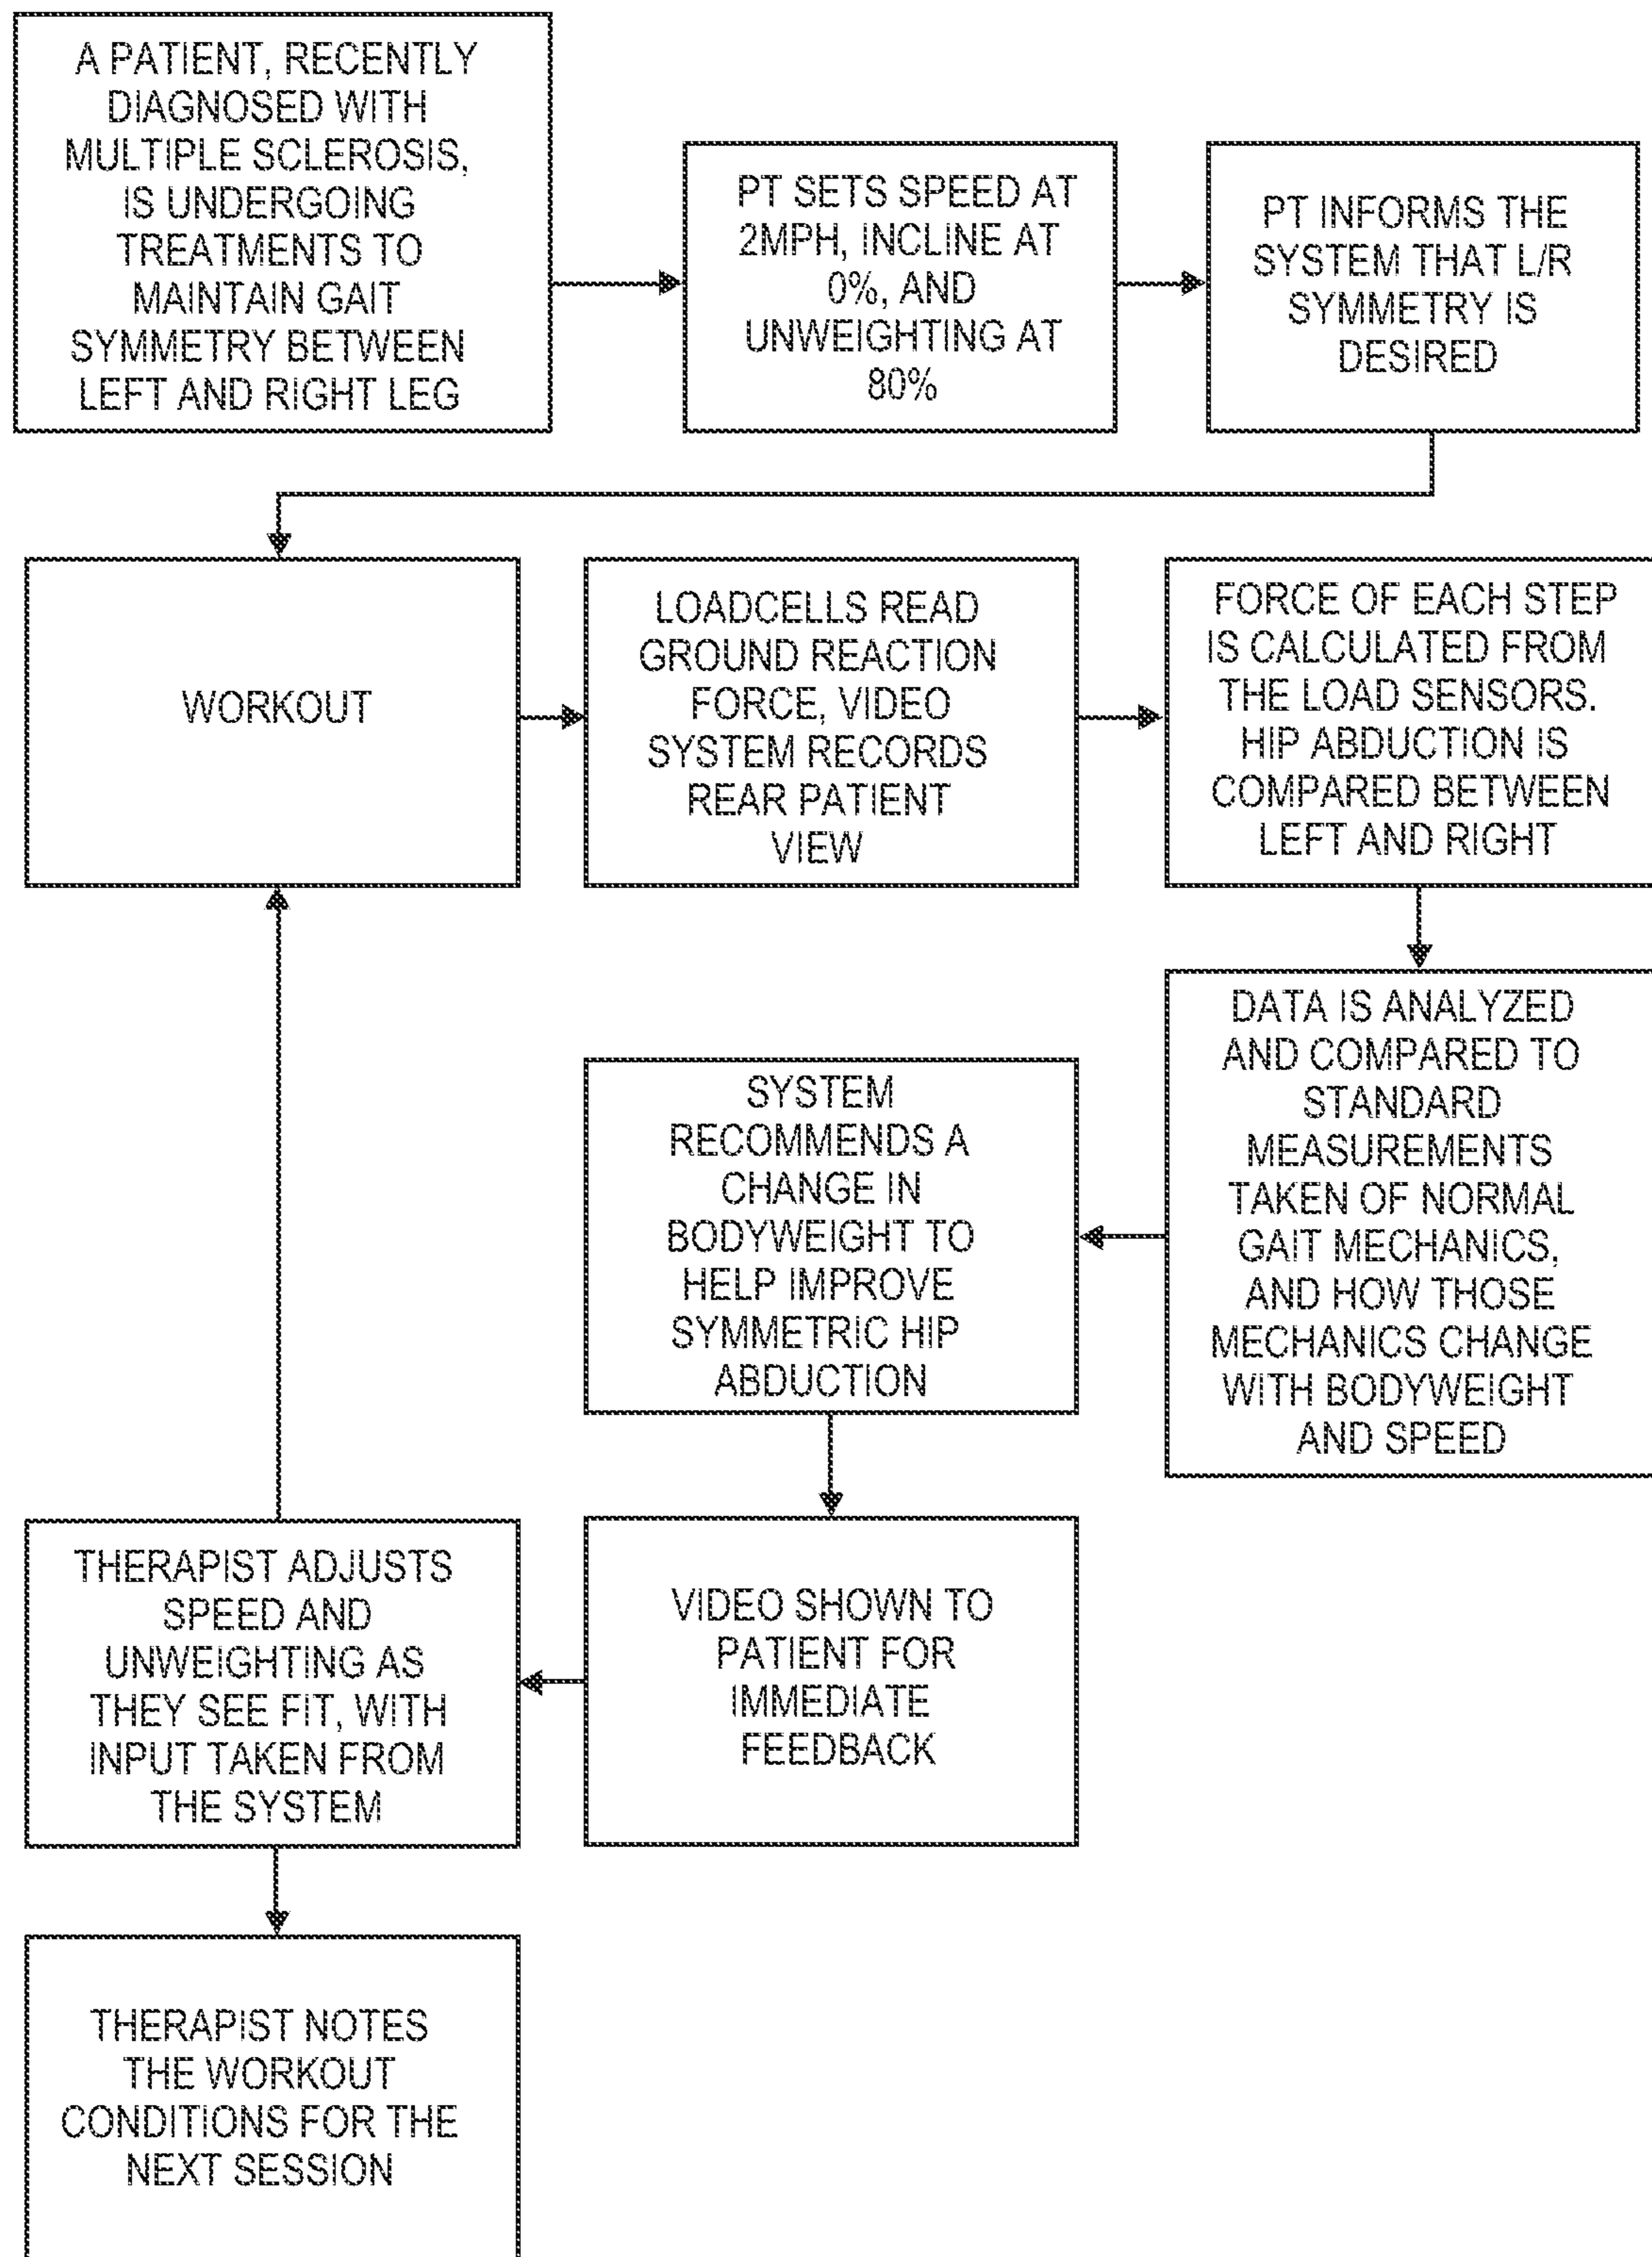 A PATIENT, RECENTLY
DIAGNOSED WITH
MULTIPLE SCLEROSIS,
IS UNDERGOING
TREATMENTS TO
MAINTAIN GAIT
SYMMETRY BETWEEN
LEFT AND RIGHT LEG
PT SETS SPEED AT
2MPH, INCLINE AT
0%, AND
UNWEIGHTING AT
80%
PT INFORMS THE
SYSTEM THAT L/R
SYMMETRY IS
DESIRED
WORKOUT
LOADCELLS READ
GROUND REACTION
FORCE, VIDEO
SYSTEM RECORDS
REAR PATIENT
VIEW
FORCE OF EACH STEP
IS CALCULATED FROM
THE LOAD SENSORS.
HIP ABDUCTION IS
COMPARED BETWEEN
LEFT AND RIGHT
DATA IS ANALYZED
AND COMPARED TO
STANDARD
MEASUREMENTS
TAKEN OF NORMAL
GAIT MECHANICS,
AND HOW THOSE
MECHANICS CHANGE
WITH BODYWEIGHT
AND SPEED
SYSTEM
RECOMMENDS A
CHANGE IN
BODYWEIGHT TO
HELP IMPROVE
SYMMETRIC HIP
ABDUCTION
VIDEO SHOWN TO
PATIENT FOR
IMMEDIATE
FEEDBACK
THERAPIST ADJUSTS
SPEED AND
UNWEIGHTING AS
THEY SEE FIT, WITH
INPUT TAKEN FROM
THE SYSTEM
THERAPIST NOTES
THE WORKOUT
CONDITIONS FOR THE
NEXT SESSION